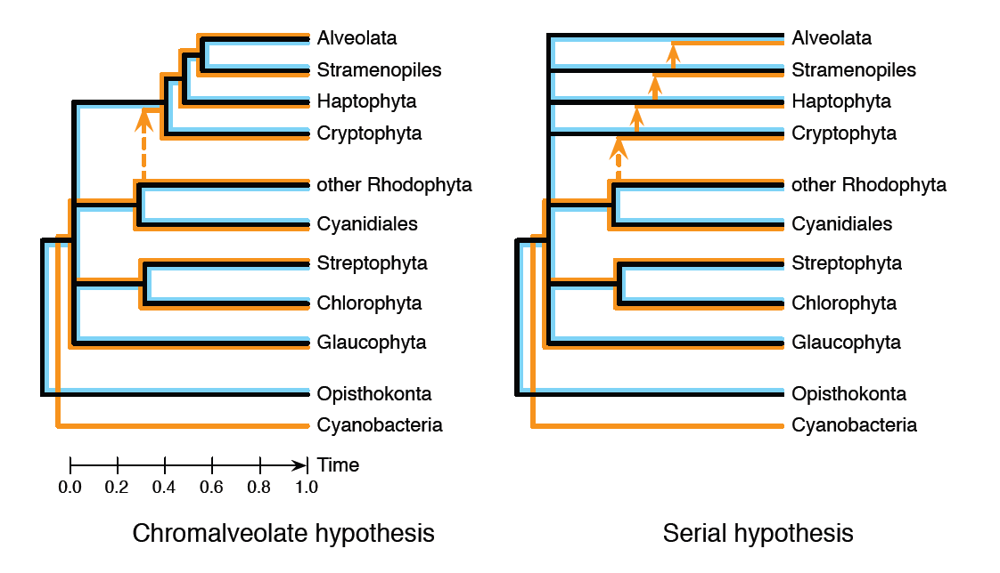 Alveolata
Stramenopiles
Haptophyta
Cryptophyta
other Rhodophyta
Cyanidiales
Streptophyta
Chlorophyta
Glaucophyta
Opisthokonta
Cyanobacteria
Time
0.0 0.2 0.4 0.6 0.8 1.0
Chromalveolate hypothesis
Alveolata
Stramenopiles
Haptophyta
Cryptophyta
other Rhodophyta
Cyanidiales
Streptophyta
Chlorophyta
Glaucophyta
Opisthokonta
Cyanobacteria
Serial hypothesis